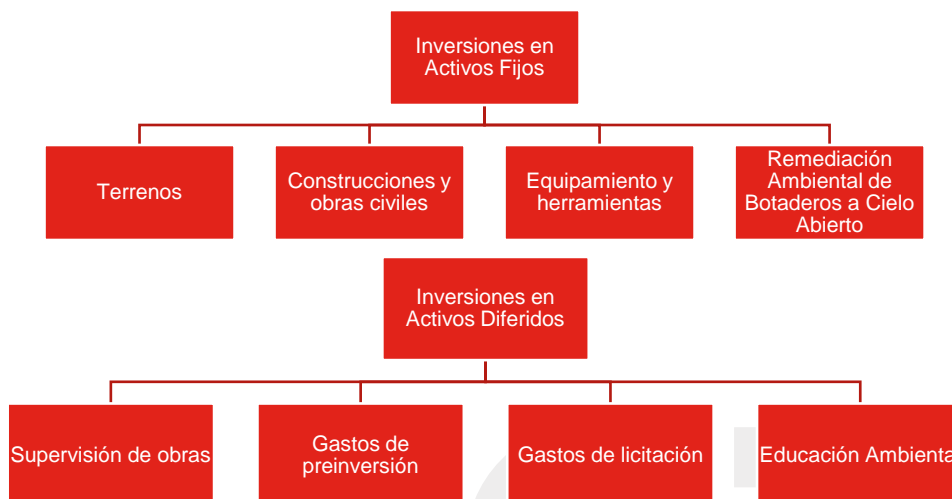 Inversiones en
Activos Fijos
Terrenos
Construcciones y
obras civiles
Equipamiento y
herramientas
Remediación
Ambiental de
Botaderos a Cielo
Abierto
Inversiones en
Activos Diferidos
Supervisión de obras
Gastos de
preinversión
Gastos de licitación
Educación Ambienta